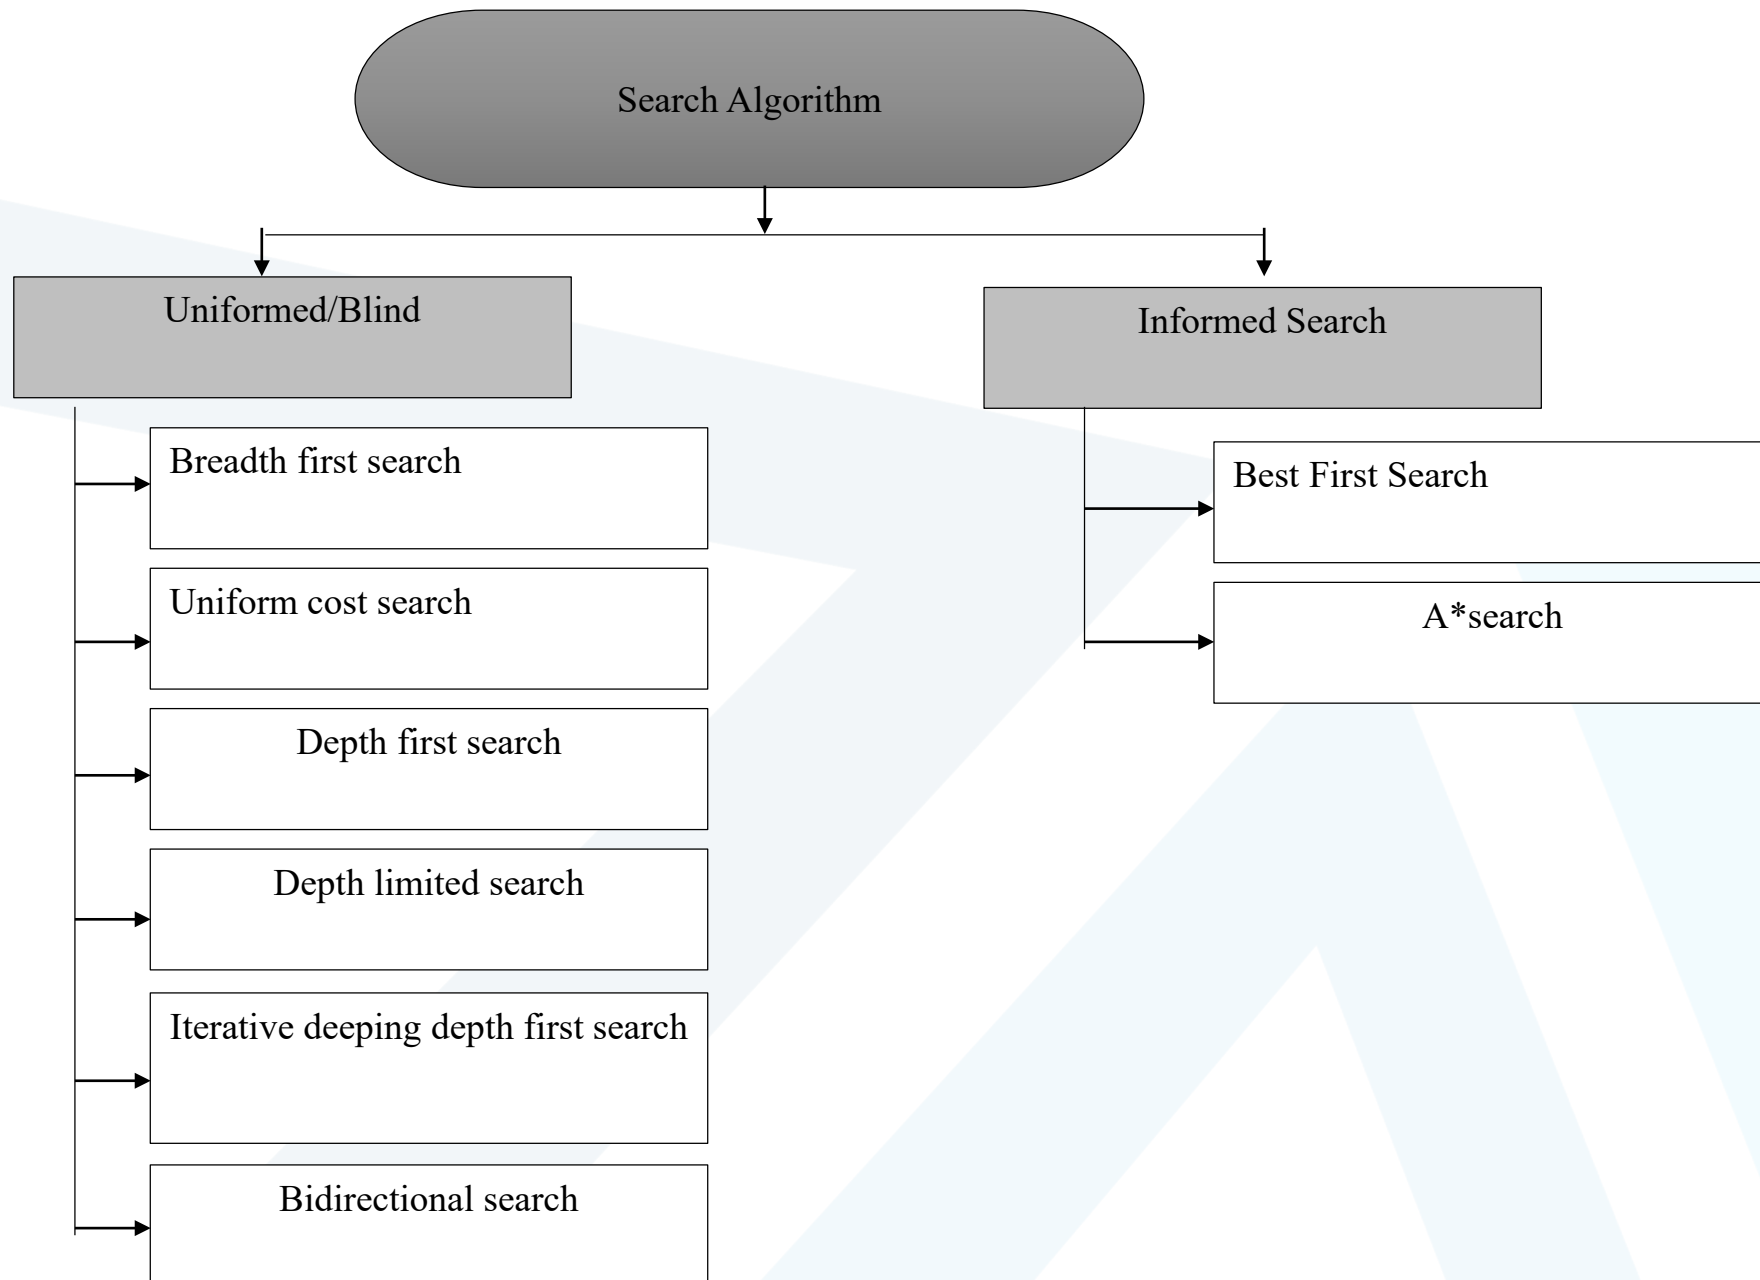 Search Algorithm
Uniformed/Blind
Informed Search
Breadth first search
Best First Search
Uniform cost search
A*search
Depth first search
Depth limited search
Iterative deeping depth first search
Bidirectional search